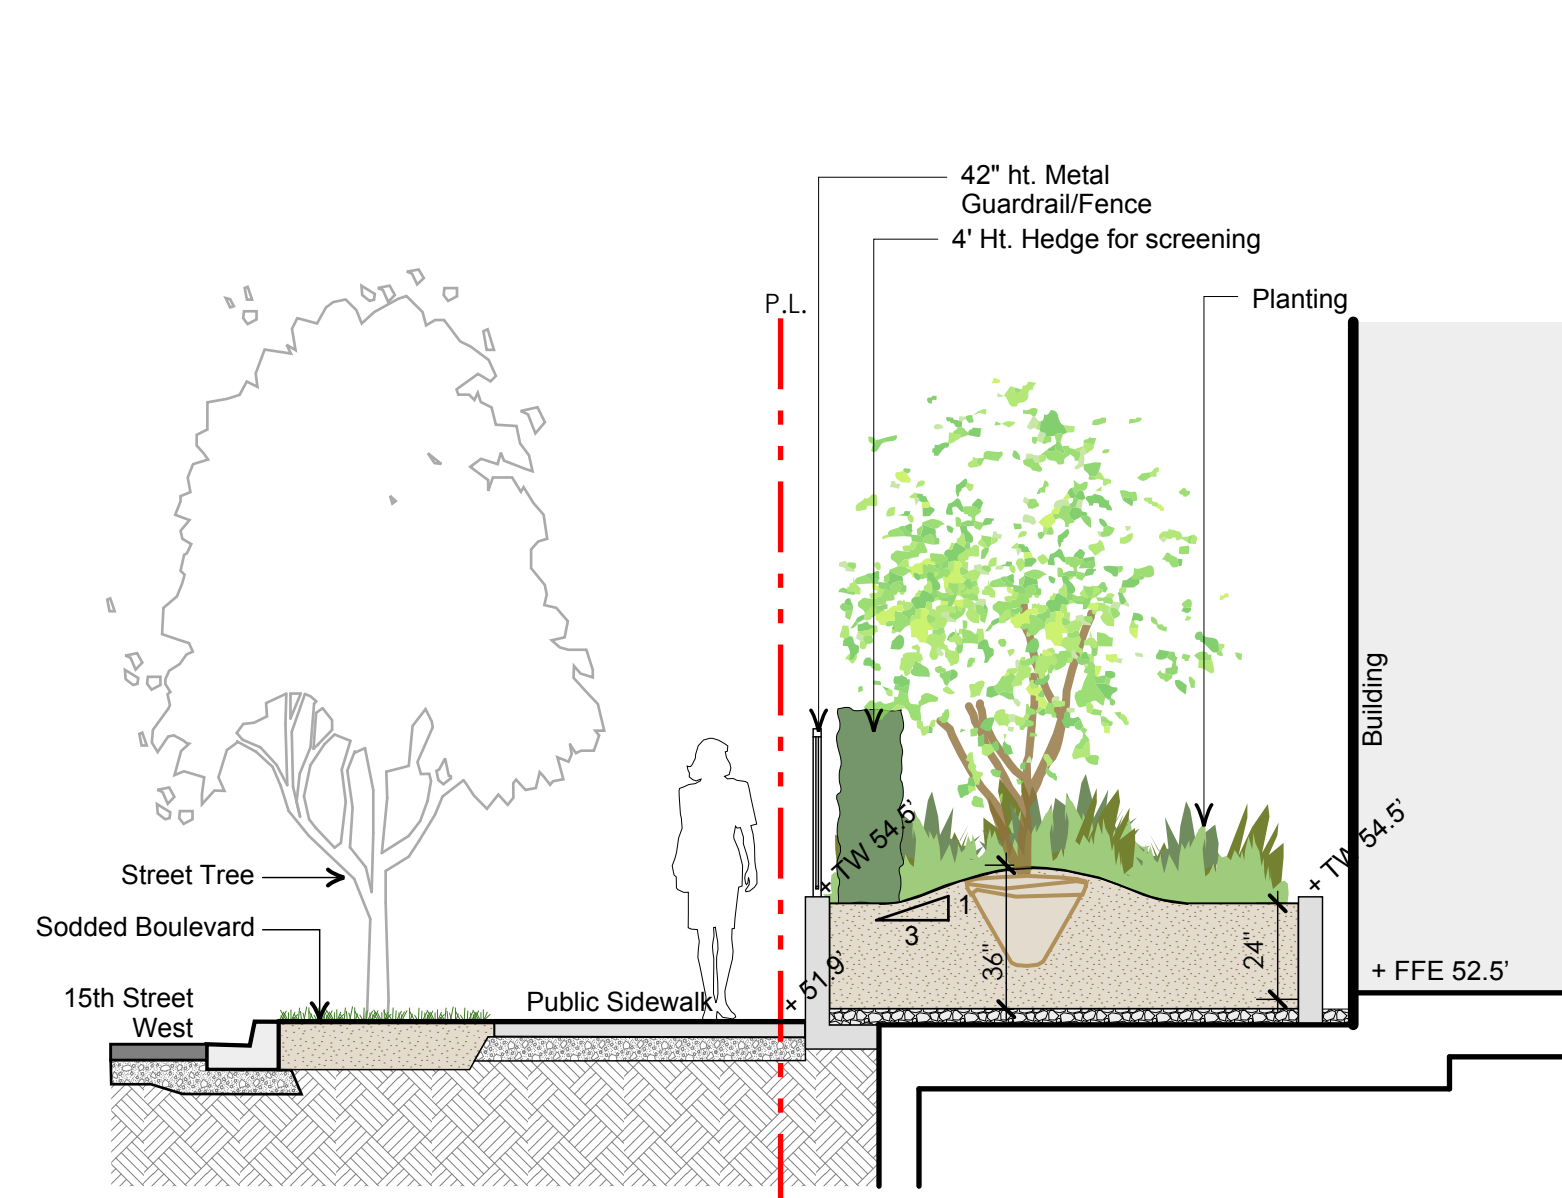 42" ht. Metal
Guardrail/Fence
4' Ht. Hedge for screening
Planting
P.L.
Building
+ TW 54.5'
+ TW 54.5'
Street Tree
Sodded Boulevard
1
3
36"
24"
+ FFE 52.5'
+ 51.9'
15th Street
West
Public Sidewalk